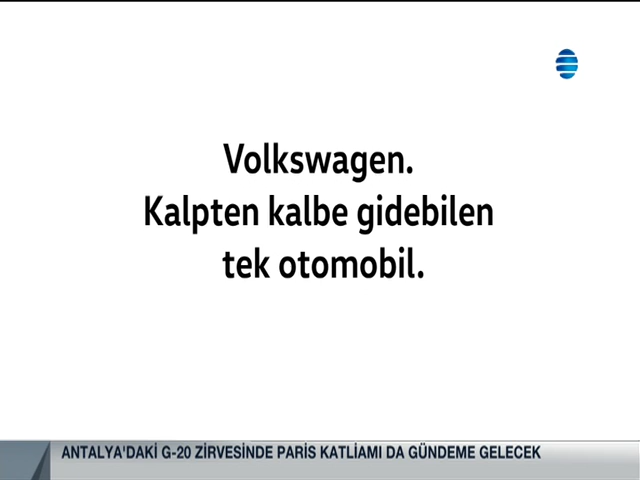 Volkswagen.
Kalpten kalbe gidebilen
tek otomobil.
ANTALYA'DAKİ G-20 ZİRVESİNDE PARİS KATLİAMI DA GÜNDEME GELECEK